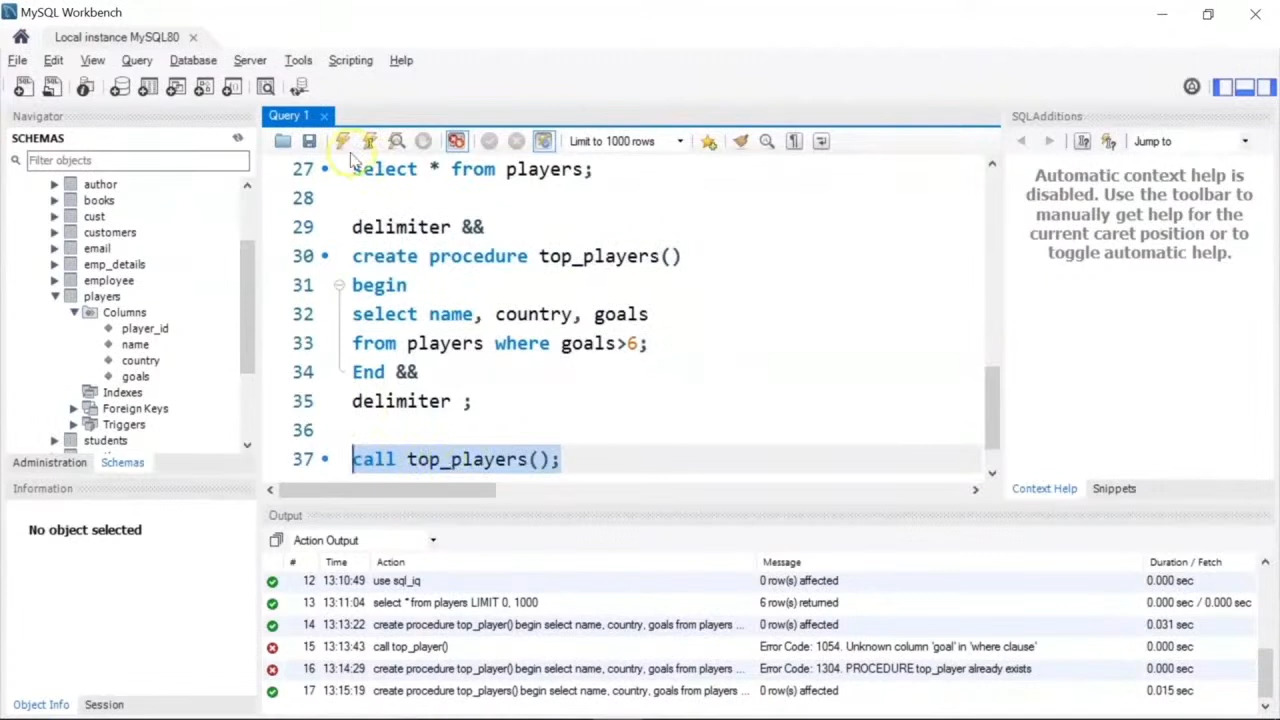 MySQL Workbench
Local instance MySQL80
File Edit View Query Database Server Tools Scripting Help
Navigator
SCHEMAS
Filter objects
author
books
cust
customers
email
emp_details
employee
players
Columns
player_id
name
country
goals
Indexes
Foreign Keys
Triggers
students
Administration Schemas
Information
No object selected
Object Info Session
Query 1
Limit to 1000 rows
27 select * from players;
28
29 delimiter &&
30 create procedure top_players()
31 begin
32 select name, country, goals
33 from players where goals>6;
34 End &&
35 delimiter ;
36
37 call top_players();
SQLAdditions
Jump to
Automatic context help is
disabled. Use the toolbar to
manually get help for the
current caret position or to
toggle automatic help.
Context Help Snippets
Output
Action Output
# Time Action Message Duration / Fetch
12 13:10:49 use sql_iq 0 row(s) affected 0.000 sec
13 13:11:04 select * from players LIMIT 0, 1000 6 row(s) returned 0.000 sec / 0.000 sec
14 13:13:22 create procedure top_player() begin select name, country, goals from players ... 0 row(s) affected 0.031 sec
15 13:13:43 call top_player() Error Code: 1054. Unknown column 'goal' in 'where clause' 0.000 sec
16 13:14:29 create procedure top_player() begin select name, country, goals from players ... Error Code: 1304. PROCEDURE top_player already exists 0.000 sec
17 13:15:19 create procedure top_players() begin select name, country, goals from players ... 0 row(s) affected 0.015 sec